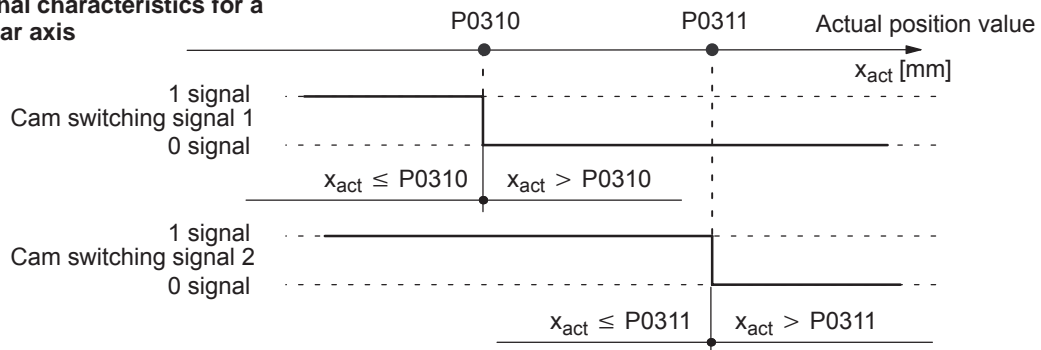 nal characteristics for a
ar axis
P0310 P0311 Actual position value
x_act [mm]
1 signal
Cam switching signal 1
0 signal
x_act ≤ P0310 x_act > P0310
1 signal
Cam switching signal 2
0 signal
x_act ≤ P0311 x_act > P0311